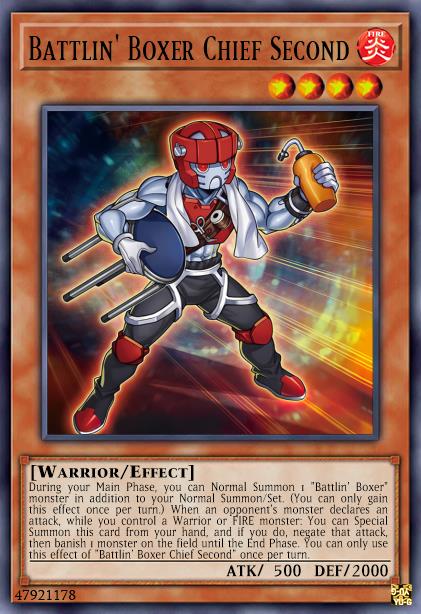 BATTLIN' BOXER CHIEF SECOND
FIRE
炎
[WARRIOR/EFFECT]
During your Main Phase, you can Normal Summon 1 "Battlin' Boxer"
monster in addition to your Normal Summon/Set. (You can only gain
this effect once per turn.) When an opponent's monster declares an
attack, while you control a Warrior or FIRE monster: You can Special
Summon this card from your hand, and if you do, negate that attack,
then banish 1 monster on the field until the End Phase. You can only use
this effect of "Battlin' Boxer Chief Second" once per turn.
ATK/ 500 DEF/2000
47921178